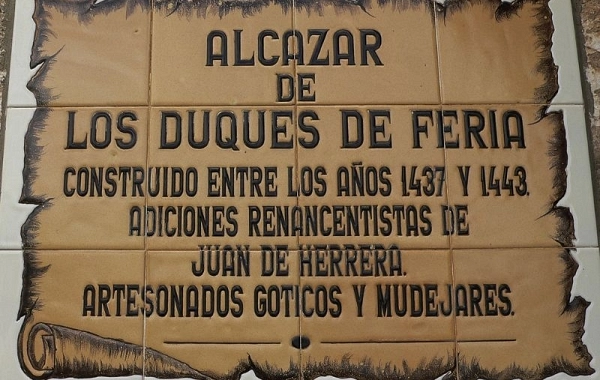 ALCAZAR
DE
LOS DUQUES DE FERIA
CONSTRUIDO ENTRE LOS AÑOS 1437 Y 1443.
ADICIONES RENANCENTISTAS DE
JUAN DE HERRERA.
ARTESONADOS GOTICOS Y MUDEJARES.